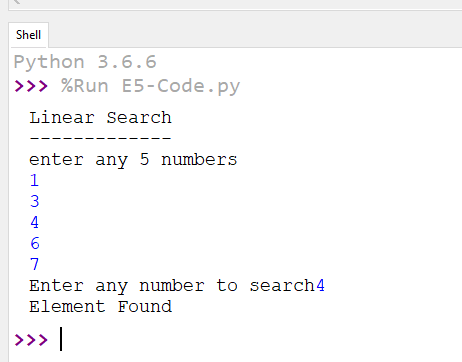 Shell
Python 3.6.6
>>> %Run E5-Code.py
Linear Search
-------------
enter any 5 numbers
1
3
4
6
7
Enter any number to search4
Element Found
>>>